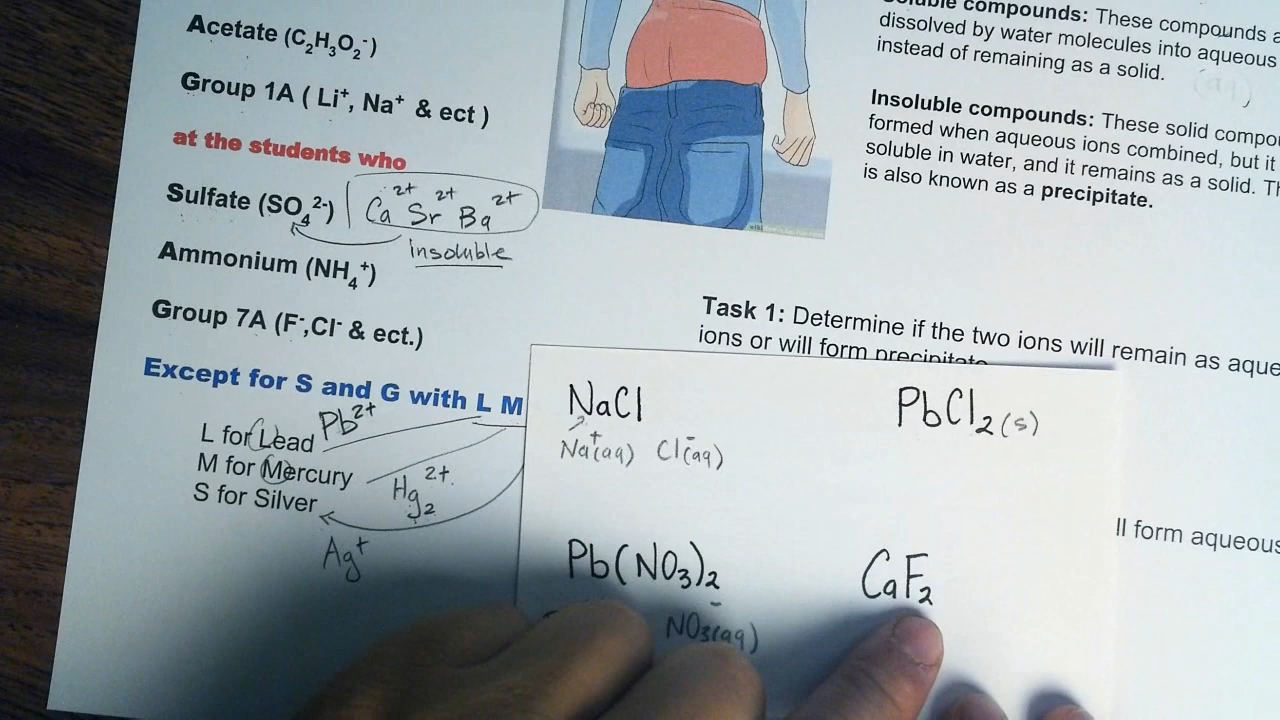 Acetate (C₂H₃O₂⁻)
Group 1A ( Li⁺, Na⁺ & ect )
at the students who
Sulfate (SO₄²⁻) | Ca²⁺ Sr²⁺ Ba²⁺
insoluble
Ammonium (NH₄⁺)
Group 7A (F⁻,Cl⁻ & ect.)
Except for S and G with L M
L for Lead Pb²⁺
M for Mercury Hg₂²⁺
S for Silver
Ag⁺
compounds: These compounds
dissolved by water molecules into aqueous
instead of remaining as a solid.
(aq)
Insoluble compounds: These solid compo
formed when aqueous ions combined, but it
soluble in water, and it remains as a solid. Th
is also known as a precipitate.
Task 1: Determine if the two ions will remain as aque
ions or will form precipitate
NaCl
Na⁺(aq) Cl⁻(aq)
PbCl₂(s)
Pb(NO₃)₂
NO₃⁻(aq)
CaF₂
ll form aqueous